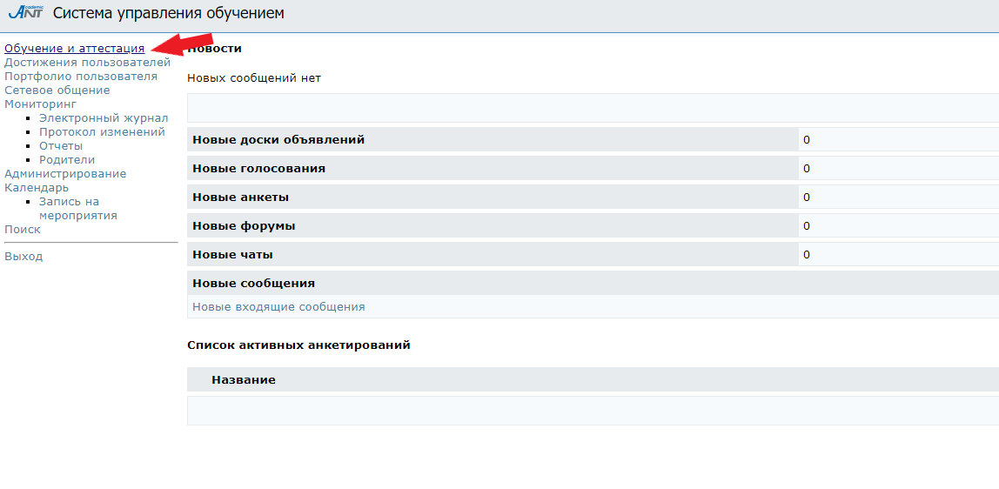 Academic ANT Система управления обучением
Обучение и аттестация
Достижения пользователей
Портфолио пользователя
Сетевое общение
Мониторинг
Электронный журнал
Протокол изменений
Отчеты
Родители
Администрирование
Календарь
Запись на
мероприятия
Поиск
Выход
Новости
Новых сообщений нет
Новые доски объявлений 0
Новые голосования 0
Новые анкеты 0
Новые форумы 0
Новые чаты 0
Новые сообщения
Новые входящие сообщения
Список активных анкетирований
Название